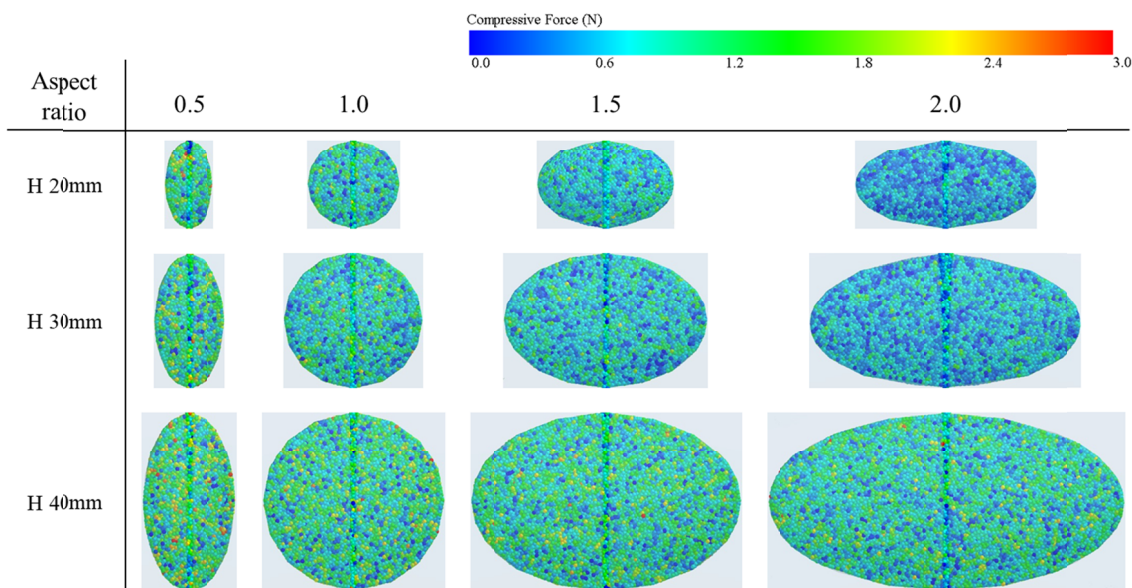 Compressive Force (N)
0.0 0.6 1.2 1.8 2.4 3.0
Aspect
ratio
0.5 1.0 1.5 2.0
H 20mm
H 30mm
H 40mm